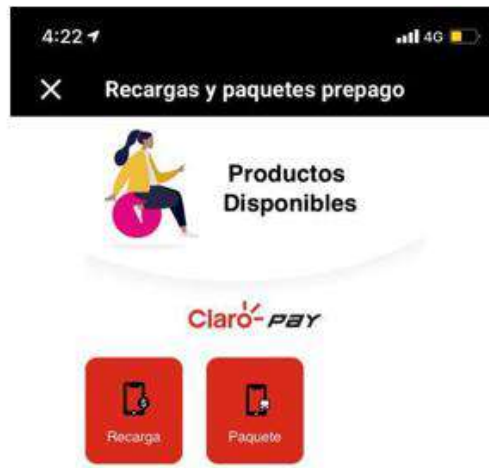 4:22
4G
Recargas y paquetes prepago
Productos
Disponibles
Claro-pay
Recarga
Paquete